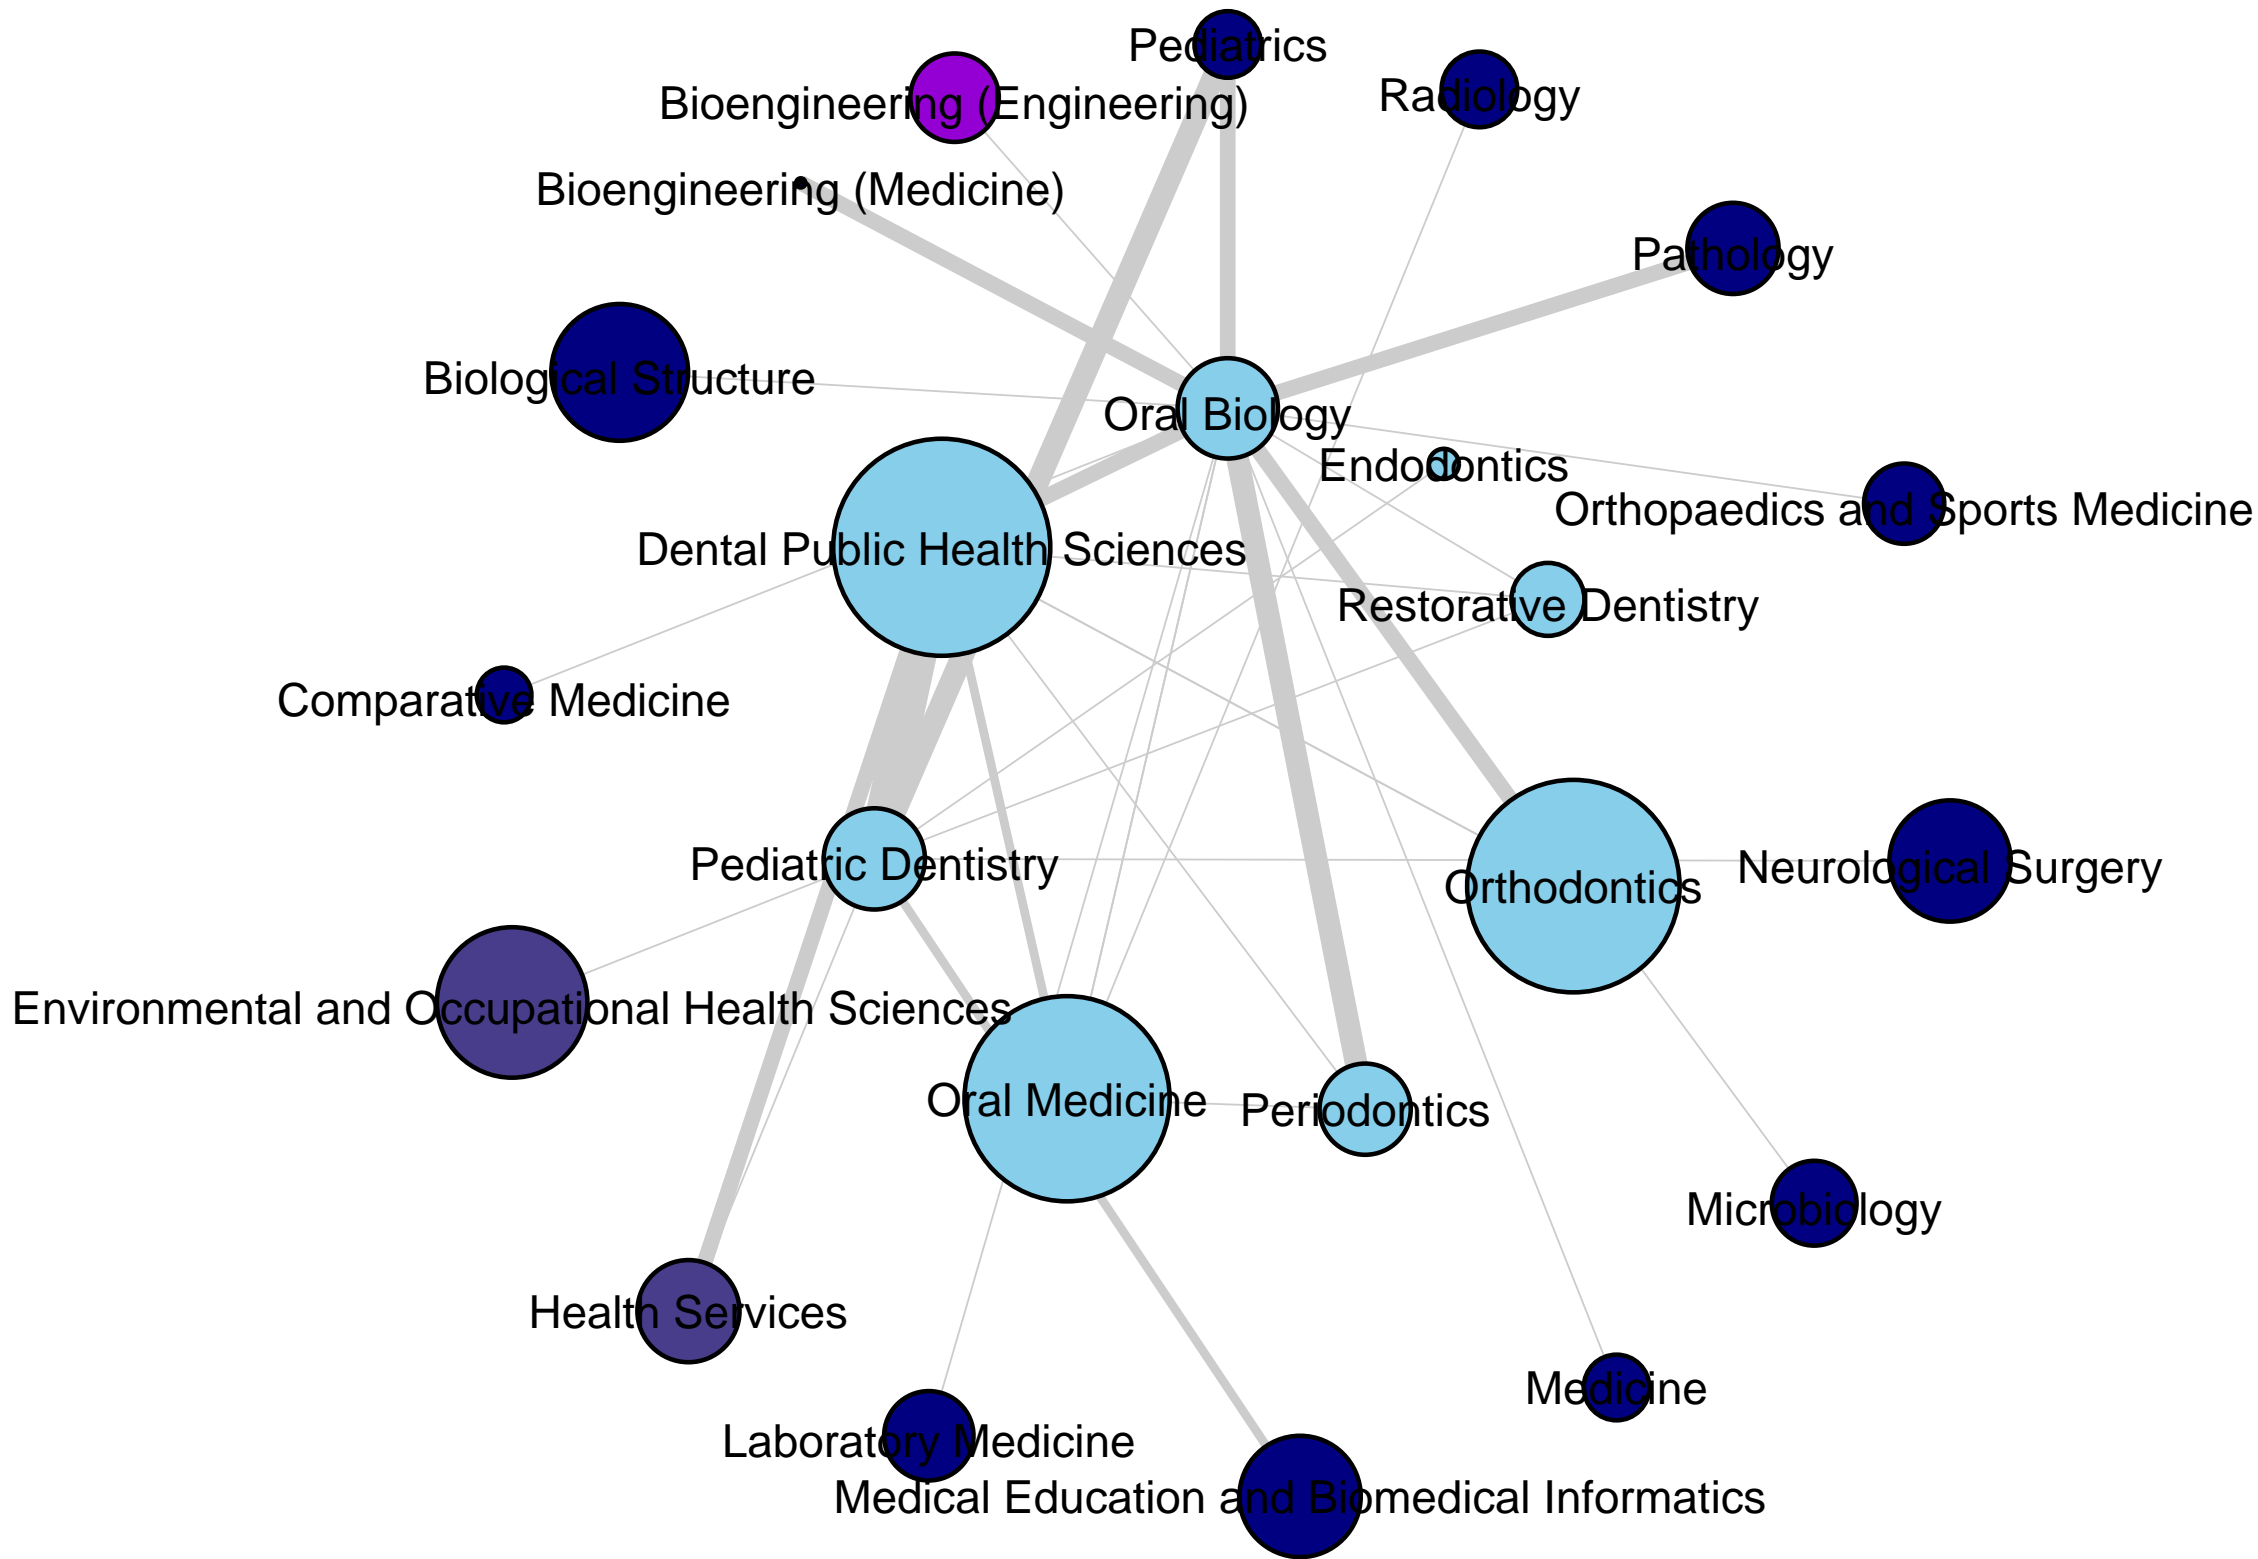 Pediatrics
Radiology
Bioengineering (Engineering)
Bioengineering (Medicine)
Pathology
Biological Structure
Oral Biology
Endodontics
Orthopaedics and Sports Medicine
Dental Public Health Sciences
Restorative Dentistry
Comparative Medicine
Pediatric Dentistry
Neurological Surgery
Orthodontics
Environmental and Occupational Health Sciences
Oral Medicine
Periodontics
Microbiology
Health Services
Medicine
Laboratory Medicine
Medical Education and Biomedical Informatics